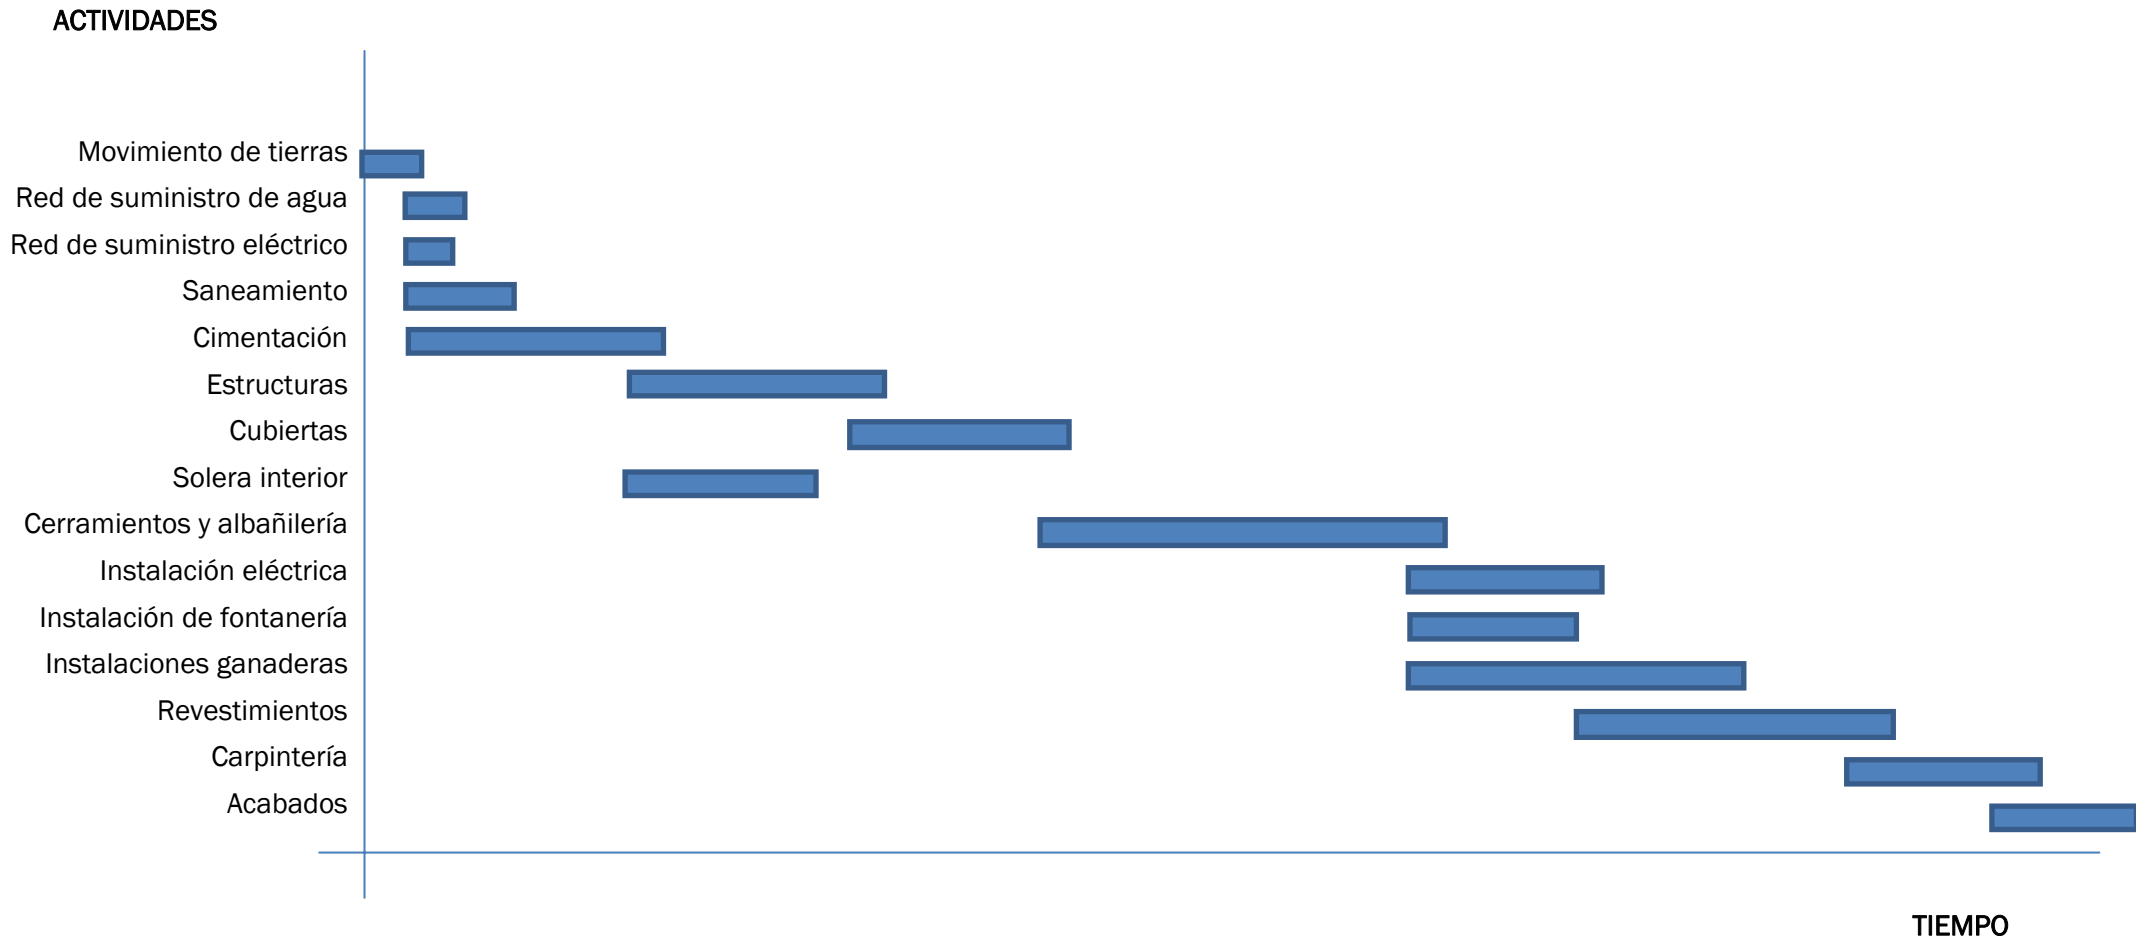 ACTIVIDADES
Movimiento de tierras
Red de suministro de agua
Red de suministro eléctrico
Saneamiento
Cimentación
Estructuras
Cubiertas
Solera interior
Cerramientos y albañilería
Instalación eléctrica
Instalación de fontanería
Instalaciones ganaderas
Revestimientos
Carpintería
Acabados
TIEMPO